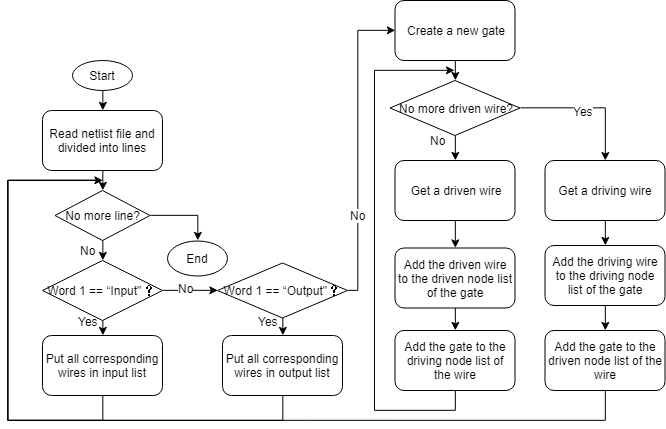 Start
Read netlist file and
divided into lines
No more line?
No
End
Word 1 == “Input” ?
No
Yes
Put all corresponding
wires in input list
Word 1 == “Output” ?
Yes
Put all corresponding
wires in output list
No
Create a new gate
No more driven wire?
No
Yes
Get a driven wire
Add the driven wire
to the driven node list
of the gate
Add the gate to the
driving node list of
the wire
Get a driving wire
Add the driving wire
to the driving node
list of the gate
Add the gate to the
driven node list of the
wire